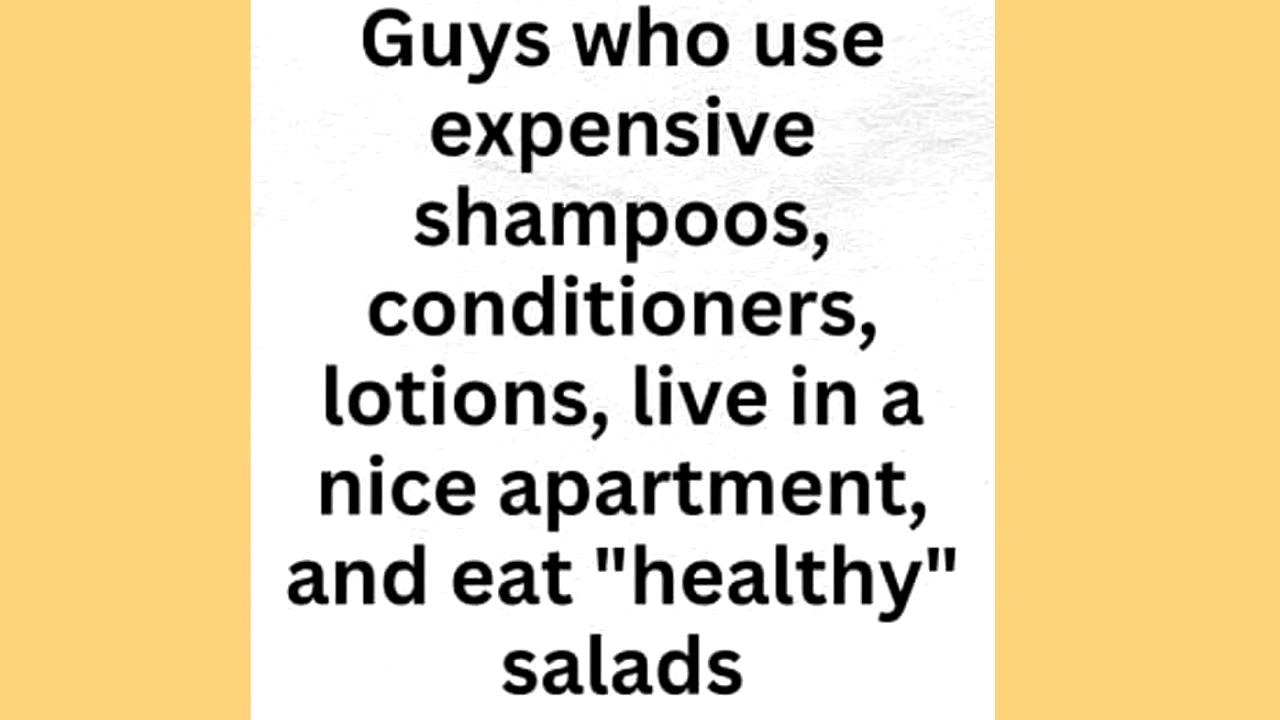 Guys who use
expensive
shampoos,
conditioners,
lotions, live in a
nice apartment,
and eat "healthy"
salads